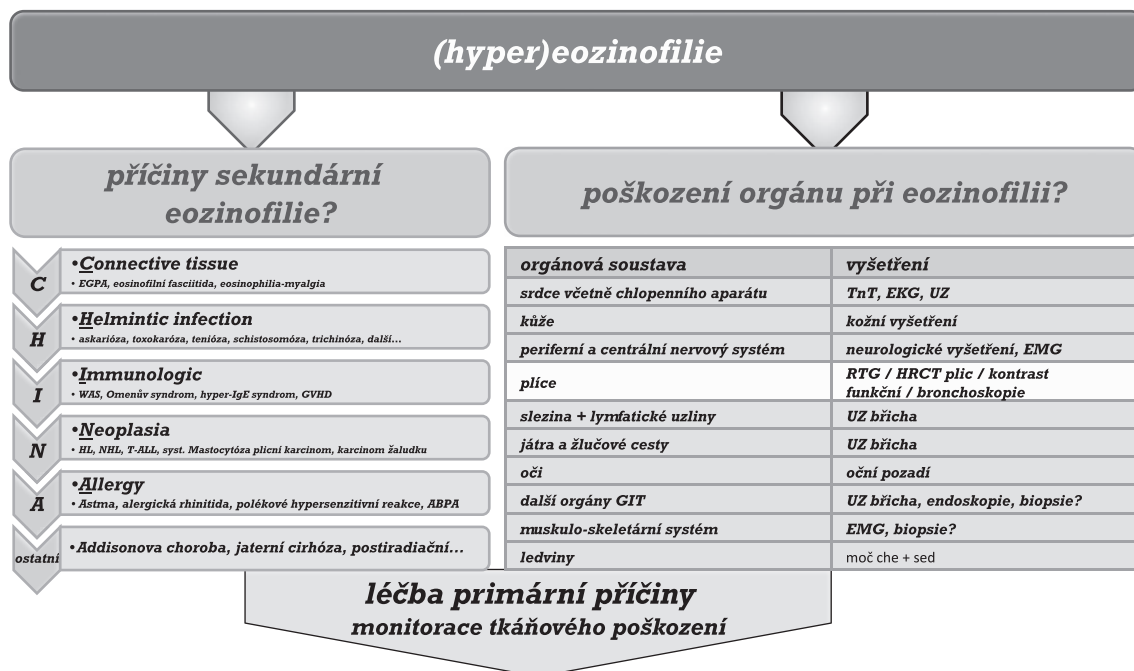 (hyper)eozinofilie
příčiny sekundární
eozinofilie?
C
•Connective tissue
• EGPA, eosinofilní fasciitida, eosinophilia-myalgia
H
•Helmintic infection
• askarióza, toxokaróza, tenióza, schistosomóza, trichinóza, další...
I
•Immunologic
• WAS, Omenův syndrom, hyper-IgE syndrom, GVHD
N
•Neoplasia
• HL, NHL, T-ALL, syst. Mastocytóza plicní karcinom, karcinom žaludku
A
•Allergy
• Astma, alergická rhinitida, polékové hypersenzitivní reakce, ABPA
ostatní
•Addisonova choroba, jaterní cirhóza, postiradiační...
poškození orgánu při eozinofilii?
orgánová soustava vyšetření
srdce včetně chlopenního aparátu TnT, EKG, UZ
kůže kožní vyšetření
periferní a centrální nervový systém neurologické vyšetření, EMG
plíce RTG / HRCT plic / kontrast
funkční / bronchoskopie
slezina + lymfatické uzliny UZ břicha
játra a žlučové cesty UZ břicha
oči oční pozadí
další orgány GIT UZ břicha, endoskopie, biopsie?
muskulo-skeletární systém EMG, biopsie?
ledviny moč che + sed
léčba primární příčiny
monitorace tkáňového poškození